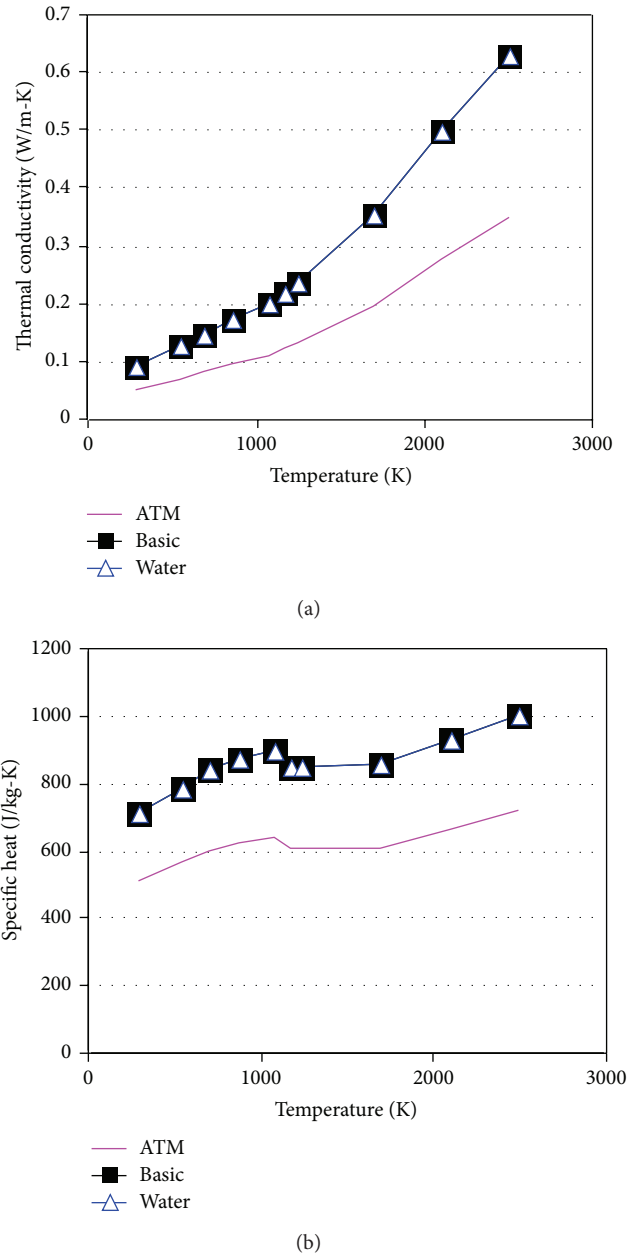 0.7
0.6
0.5
0.4
0.3
0.2
0.1
0
Thermal conductivity (W/m-K)
0 1000 2000 3000
Temperature (K)
ATM
Basic
Water
(a)
1200
1000
800
600
400
200
0
Specific heat (J/kg-K)
0 1000 2000 3000
Temperature (K)
ATM
Basic
Water
(b)